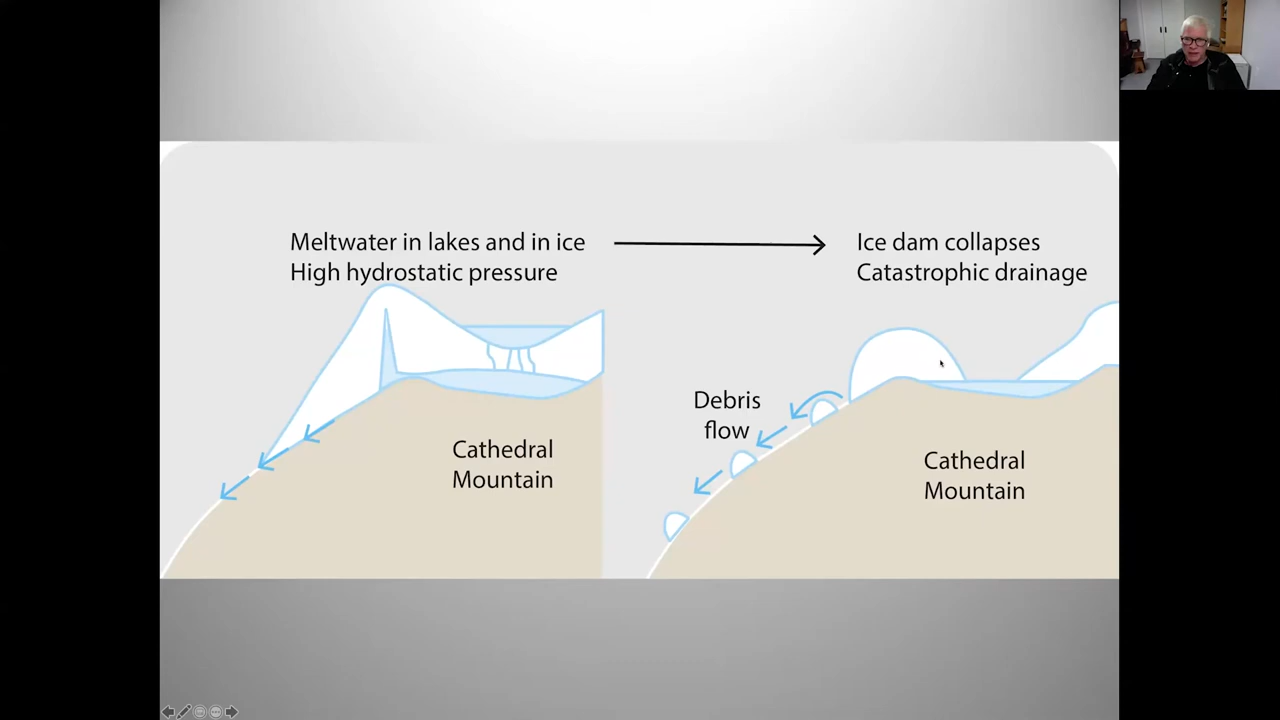 Meltwater in lakes and in ice
High hydrostatic pressure
Ice dam collapses
Catastrophic drainage
Cathedral
Mountain
Debris
flow
Cathedral
Mountain